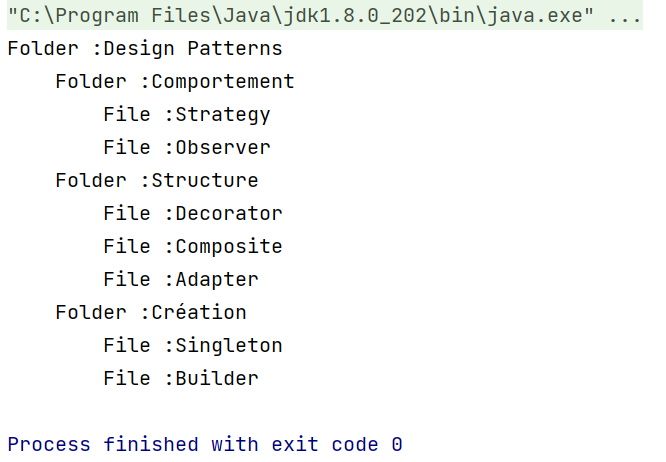 "C:\Program Files\Java\jdk1.8.0_202\bin\java.exe" ...
Folder :Design Patterns
    Folder :Comportement
        File :Strategy
        File :Observer
    Folder :Structure
        File :Decorator
        File :Composite
        File :Adapter
    Folder :Création
        File :Singleton
        File :Builder

Process finished with exit code 0